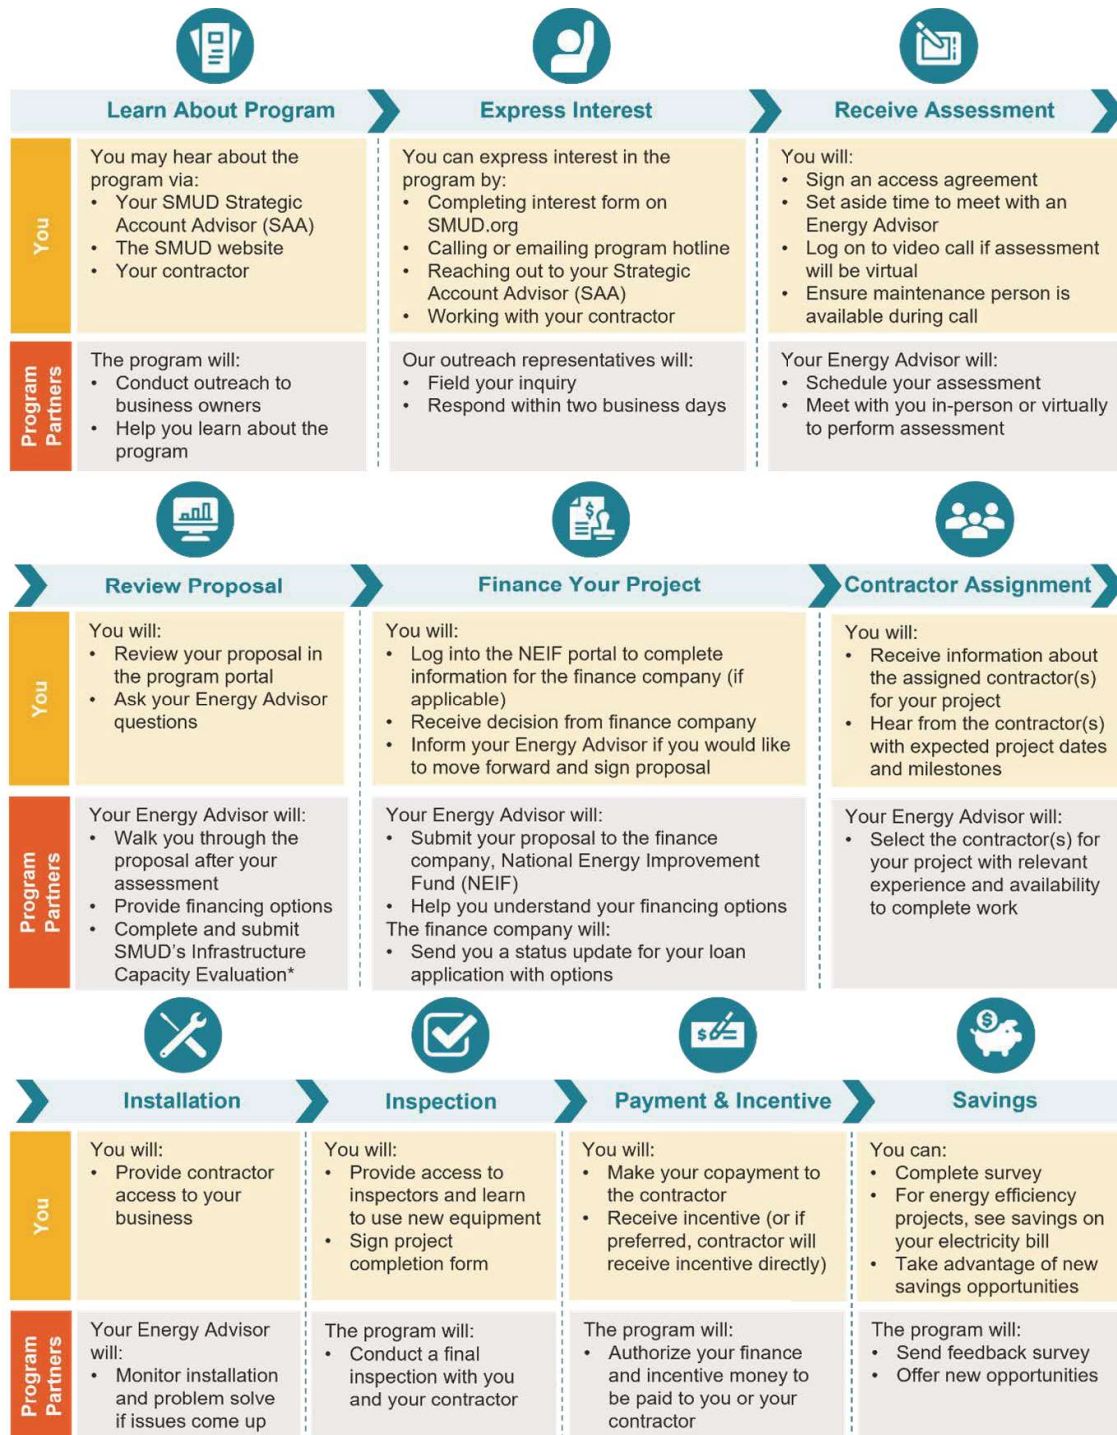 Learn About Program
Express Interest
Receive Assessment
You
You may hear about the
program via:
• Your SMUD Strategic
Account Advisor (SAA)
• The SMUD website
• Your contractor
You can express interest in the
program by:
• Completing interest form on
SMUD.org
• Calling or emailing program hotline
• Reaching out to your Strategic
Account Advisor (SAA)
• Working with your contractor
You will:
• Sign an access agreement
• Set aside time to meet with an
Energy Advisor
• Log on to video call if assessment
will be virtual
• Ensure maintenance person is
available during call
Program
Partners
The program will:
• Conduct outreach to
business owners
• Help you learn about the
program
Our outreach representatives will:
• Field your inquiry
• Respond within two business days
Your Energy Advisor will:
• Schedule your assessment
• Meet with you in-person or virtually
to perform assessment
Review Proposal
Finance Your Project
Contractor Assignment
You
You will:
• Review your proposal in
the program portal
• Ask your Energy Advisor
questions
You will:
• Log into the NEIF portal to complete
information for the finance company (if
applicable)
• Receive decision from finance company
• Inform your Energy Advisor if you would like
to move forward and sign proposal
You will:
• Receive information about
the assigned contractor(s)
for your project
• Hear from the contractor(s)
with expected project dates
and milestones
Program
Partners
Your Energy Advisor will:
• Walk you through the
proposal after your
assessment
• Provide financing options
• Complete and submit
SMUD's Infrastructure
Capacity Evaluation*
Your Energy Advisor will:
• Submit your proposal to the finance
company, National Energy Improvement
Fund (NEIF)
• Help you understand your financing options
The finance company will:
• Send you a status update for your loan
application with options
Your Energy Advisor will:
• Select the contractor(s) for
your project with relevant
experience and availability
to complete work
Installation
Inspection
Payment & Incentive
Savings
You
You will:
• Provide contractor
access to your
business
You will:
• Provide access to
inspectors and learn
to use new equipment
• Sign project
completion form
You will:
• Make your copayment to
the contractor
• Receive incentive (or if
preferred, contractor will
receive incentive directly)
You can:
• Complete survey
• For energy efficiency
projects, see savings on
your electricity bill
• Take advantage of new
savings opportunities
Program
Partners
Your Energy Advisor
will:
• Monitor installation
and problem solve
if issues come up
The program will:
• Conduct a final
inspection with you
and your contractor
The program will:
• Authorize your finance
and incentive money to
be paid to you or your
contractor
The program will:
• Send feedback survey
• Offer new opportunities